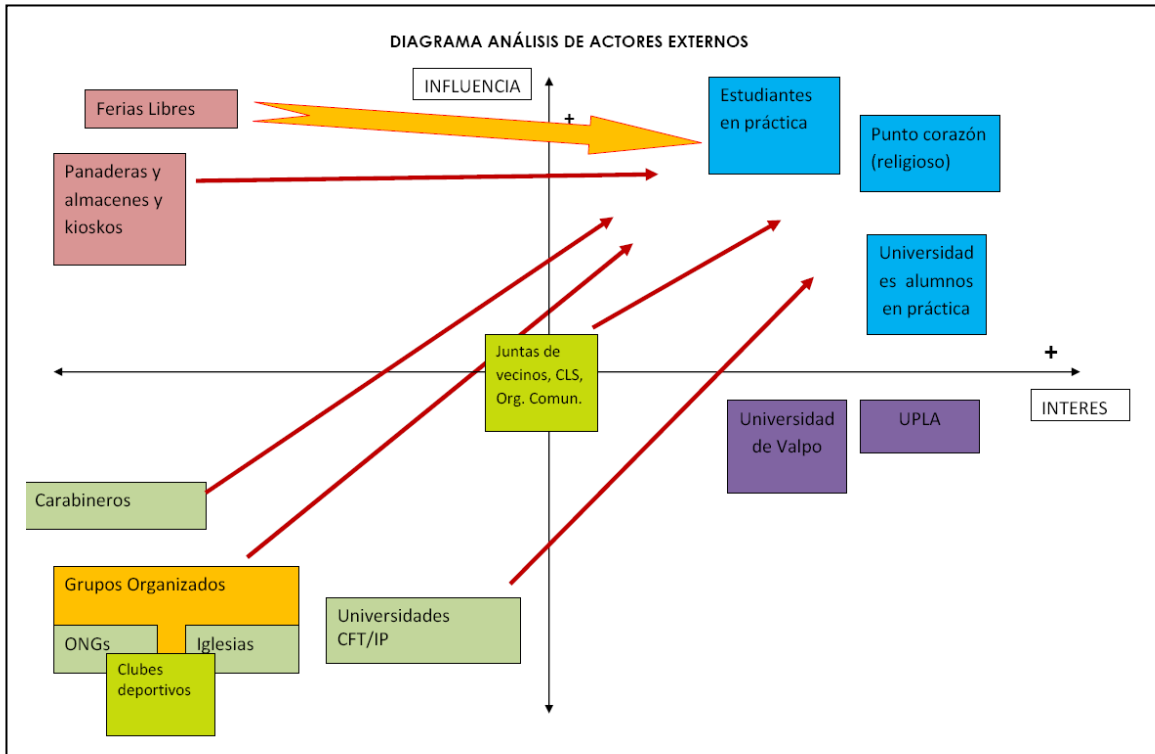 DIAGRAMA ANÁLISIS DE ACTORES EXTERNOS
INFLUENCIA
+
Ferias Libres
Estudiantes
en práctica
Punto corazón
(religioso)
Panaderas y
almacenes y
kioskos
Universidad
es alumnos
en práctica
Juntas de
vecinos, CLS,
Org. Comun.
+
INTERES
Universidad
de Valpo
UPLA
Carabineros
Grupos Organizados
ONGs
Iglesias
Clubes
deportivos
Universidades
CFT/IP